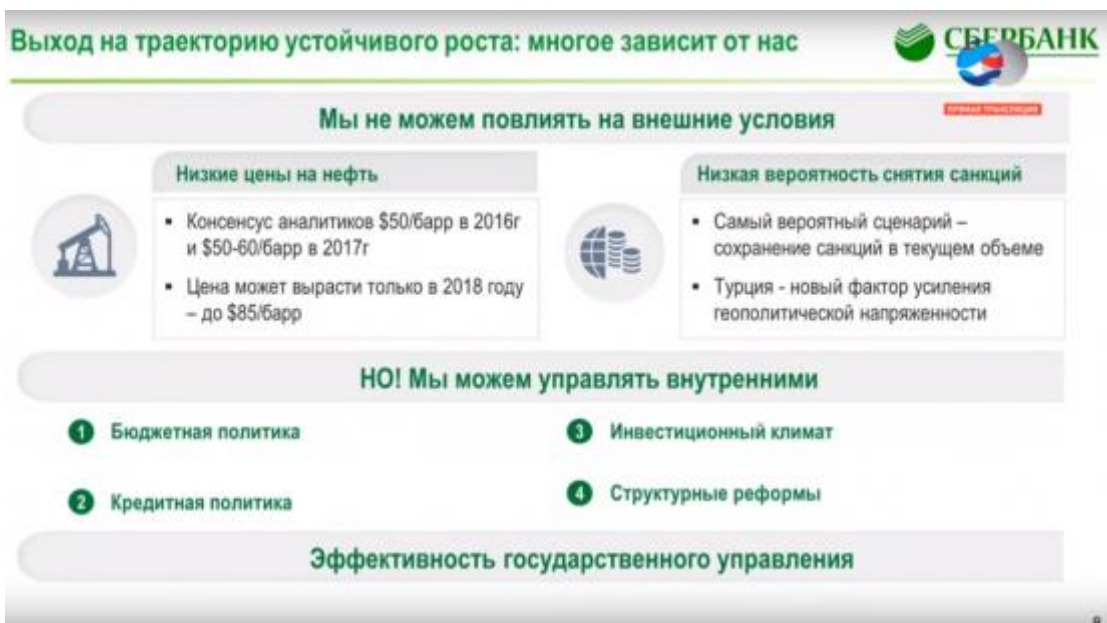 Выход на траекторию устойчивого роста: многое зависит от нас
СБЕРБАНК
ПРЯМАЯ ТРАНСЛЯЦИЯ
Мы не можем повлиять на внешние условия
Низкие цены на нефть
▪ Консенсус аналитиков $50/барр в 2016г
и $50-60/барр в 2017г
▪ Цена может вырасти только в 2018 году
– до $85/барр
Низкая вероятность снятия санкций
▪ Самый вероятный сценарий –
сохранение санкций в текущем объеме
▪ Турция - новый фактор усиления
геополитической напряженности
НО! Мы можем управлять внутренними
1 Бюджетная политика
2 Кредитная политика
3 Инвестиционный климат
4 Структурные реформы
Эффективность государственного управления